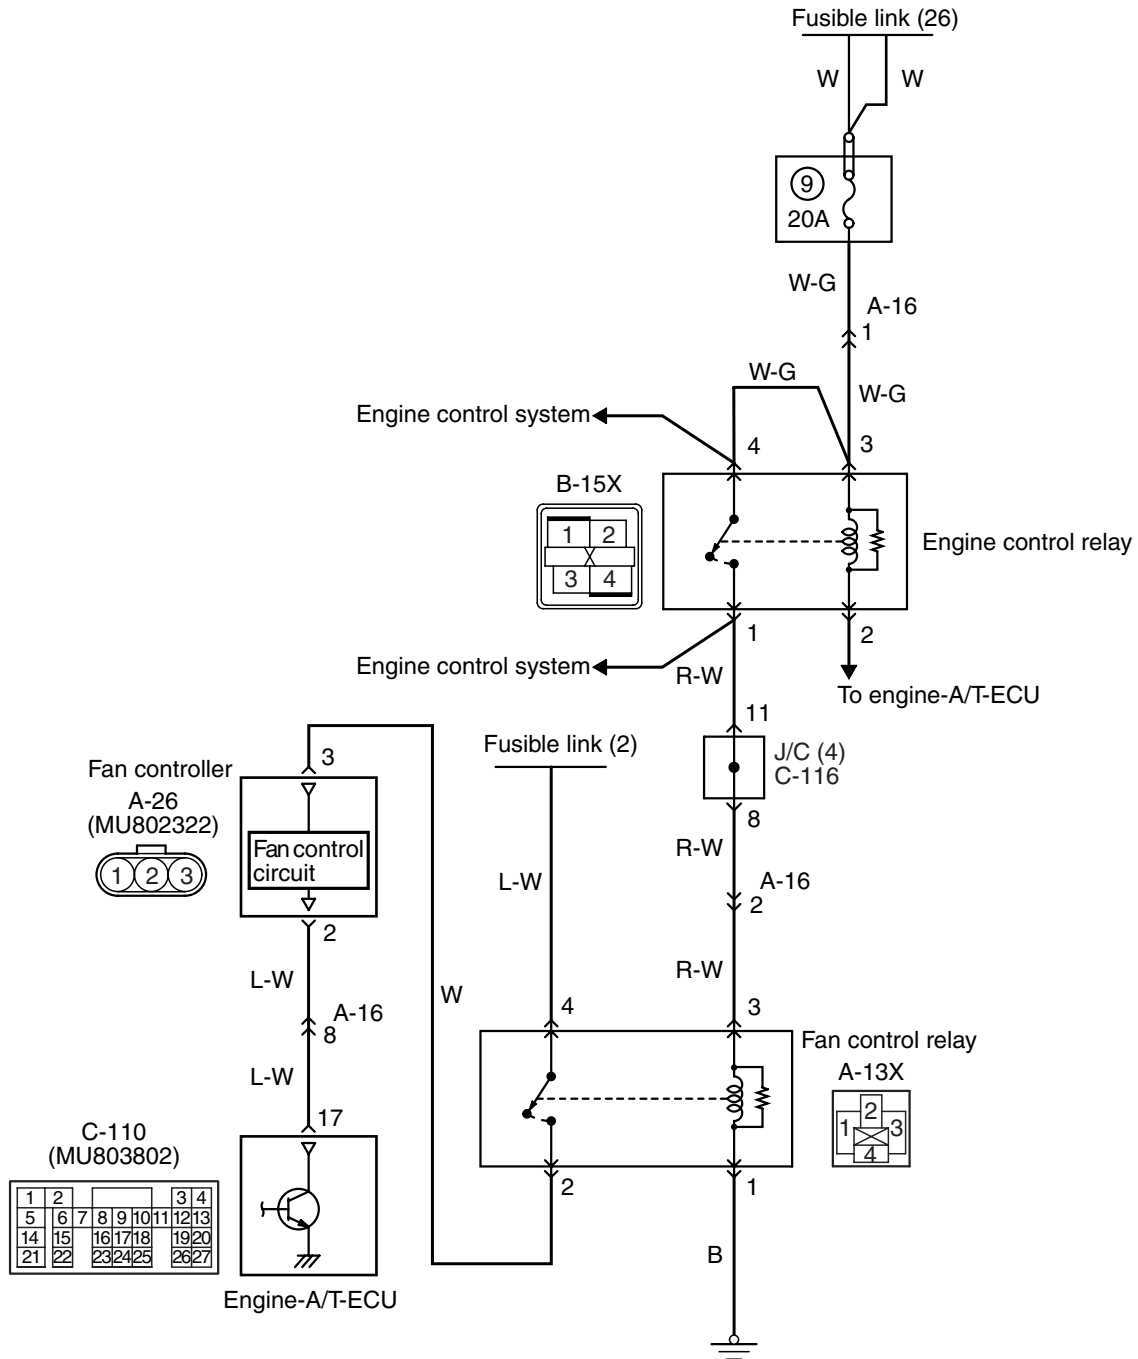 Fusible link (26)
W
W
9
20A
W-G
A-16
1
W-G
W-G
Engine control system
4
3
B-15X
1 2
3 4
Engine control relay
1
2
Engine control system
R-W
To engine-A/T-ECU
11
Fusible link (2)
J/C (4)
C-116
3
Fan controller
A-26
(MU802322)
1 2 3
Fan control
circuit
8
R-W
L-W
A-16
2
2
L-W
R-W
W
A-16
8
4
3
Fan control relay
A-13X
1 2 3
4
L-W
17
C-110
(MU803802)
1 2 3 4
5 6 7 8 9 10 11 12 13
14 15 16 17 18 19 20
21 22 23 24 25 26 27
2
1
B
Engine-A/T-ECU